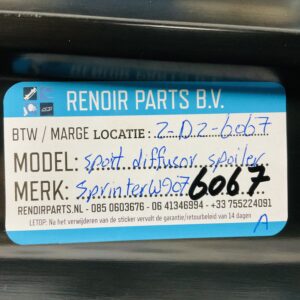 RENOIR PARTS B.V.
BTW / MARGE LOCATIE : 2-D2-6067
MODEL: sport diffusor spoiler
MERK: Sprinter W907 6067
RENOIRPARTS.NL - 085 0603676 - 06 41346994 - +33 755224091
LETOP: Na het verwijderen van de sticker vervalt de garantie/retourbeleid van 14 dagen